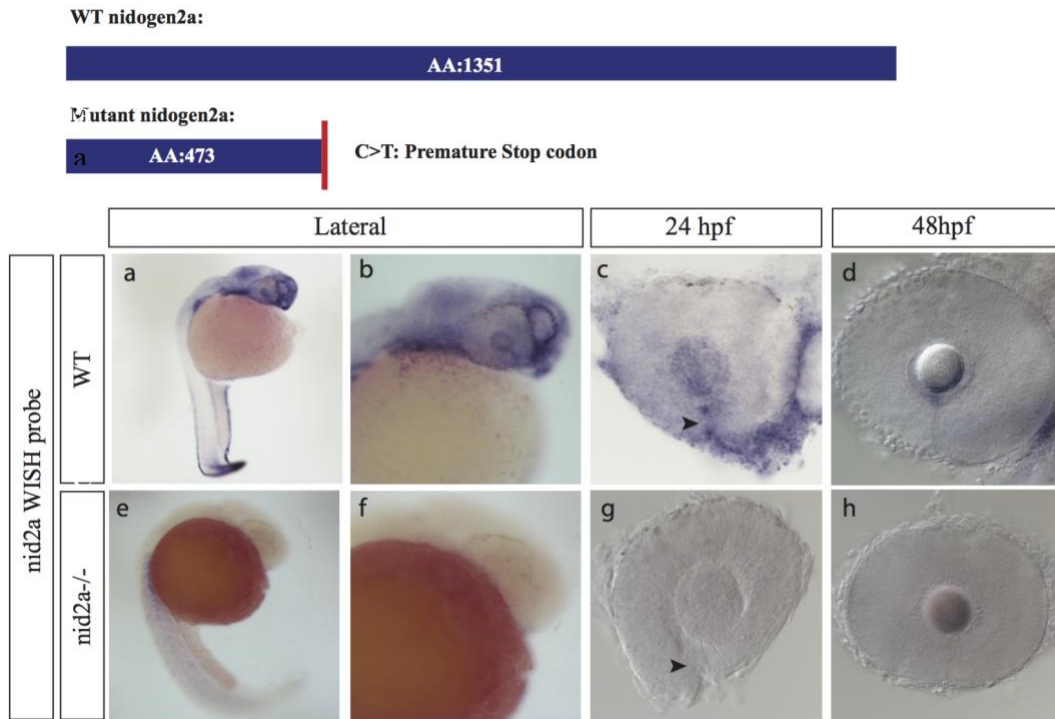 WT nidogen2a:
AA:1351
Mutant nidogen2a:
a AA:473
C>T: Premature Stop codon
Lateral 24 hpf 48hpf
nid2a WISH probe
WT
a b c d
nid2a-/-
e f g h